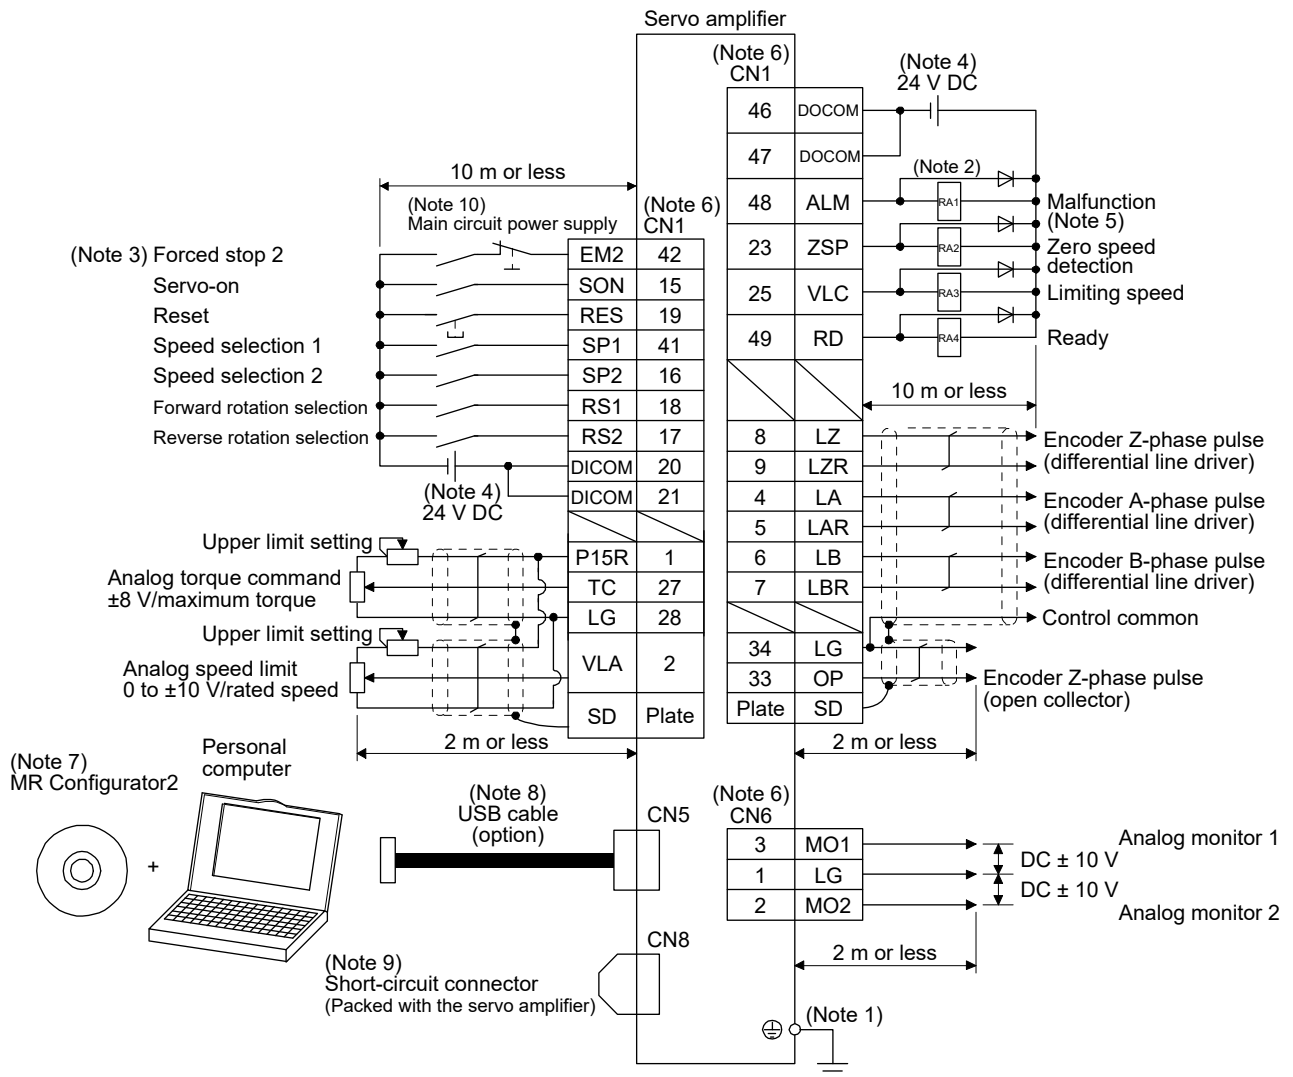 Servo amplifier
(Note 6)
CN1
(Note 4)
24 V DC
46 DOCOM
47 DOCOM
(Note 2)
48 ALM RA1 Malfunction
(Note 5)
23 ZSP RA2 Zero speed
detection
25 VLC RA3 Limiting speed
49 RD RA4 Ready
10 m or less
8 LZ Encoder Z-phase pulse
9 LZR (differential line driver)
4 LA Encoder A-phase pulse
5 LAR (differential line driver)
6 LB Encoder B-phase pulse
7 LBR (differential line driver)
Control common
34 LG
33 OP Encoder Z-phase pulse
(open collector)
Plate SD
2 m or less
10 m or less
(Note 10)
Main circuit power supply
(Note 6)
CN1
(Note 3) Forced stop 2 EM2 42
Servo-on SON 15
Reset RES 19
Speed selection 1 SP1 41
Speed selection 2 SP2 16
Forward rotation selection RS1 18
Reverse rotation selection RS2 17
DICOM 20
(Note 4)
24 V DC
DICOM 21
Upper limit setting
P15R 1
Analog torque command
±8 V/maximum torque
TC 27
LG 28
Upper limit setting
Analog speed limit
0 to ±10 V/rated speed
VLA 2
SD Plate
2 m or less
(Note 7)
MR Configurator2
Personal
computer
+
(Note 8)
USB cable
(option)
CN5
(Note 9)
Short-circuit connector
(Packed with the servo amplifier)
CN8
(Note 6)
CN6
3 MO1 Analog monitor 1
DC ± 10 V
1 LG
DC ± 10 V
2 MO2 Analog monitor 2
2 m or less
(Note 1)